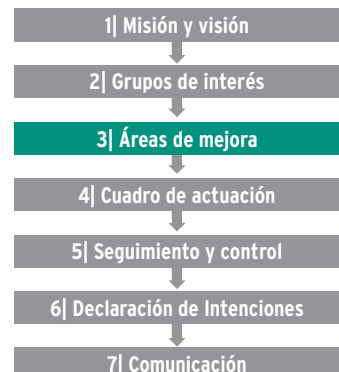 1| Misión y visión
2| Grupos de interés
3| Áreas de mejora
4| Cuadro de actuación
5| Seguimiento y control
6| Declaración de Intenciones
7| Comunicación